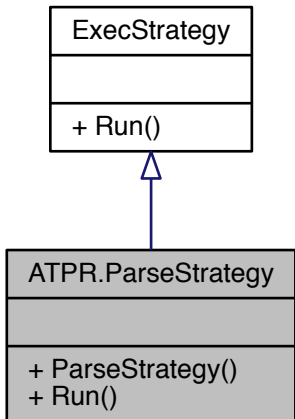 ExecStrategy
+ Run()
ATPR.ParseStrategy
+ ParseStrategy()
+ Run()